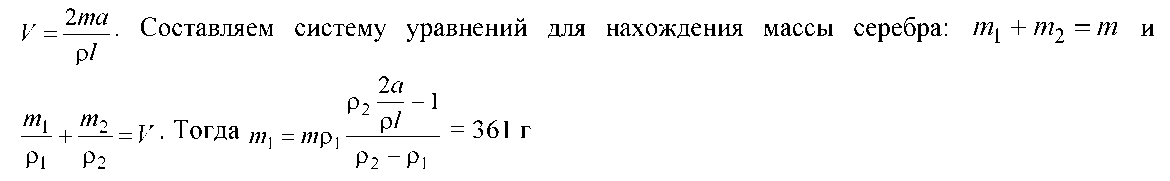 V = 2ma/ρl. Составляем систему уравнений для нахождения массы серебра: m₁ + m₂ = m и
m₁/ρ₁ + m₂/ρ₂ = V. Тогда m₁ = mρ₁ (ρ₂ 2a/ρl − 1)/(ρ₂ − ρ₁) = 361 г